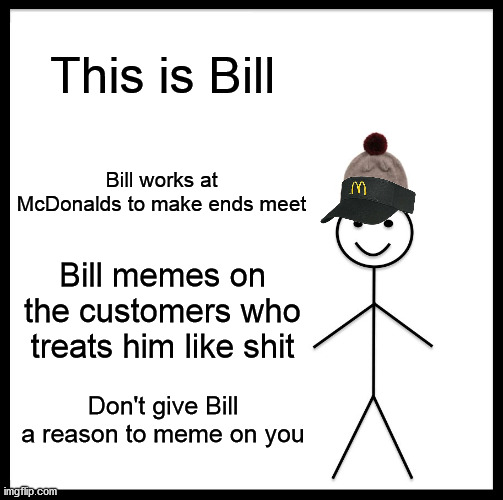 This is Bill
Bill works at
McDonalds to make ends meet
Bill memes on
the customers who
treats him like shit
Don't give Bill
a reason to meme on you
imgflip.com